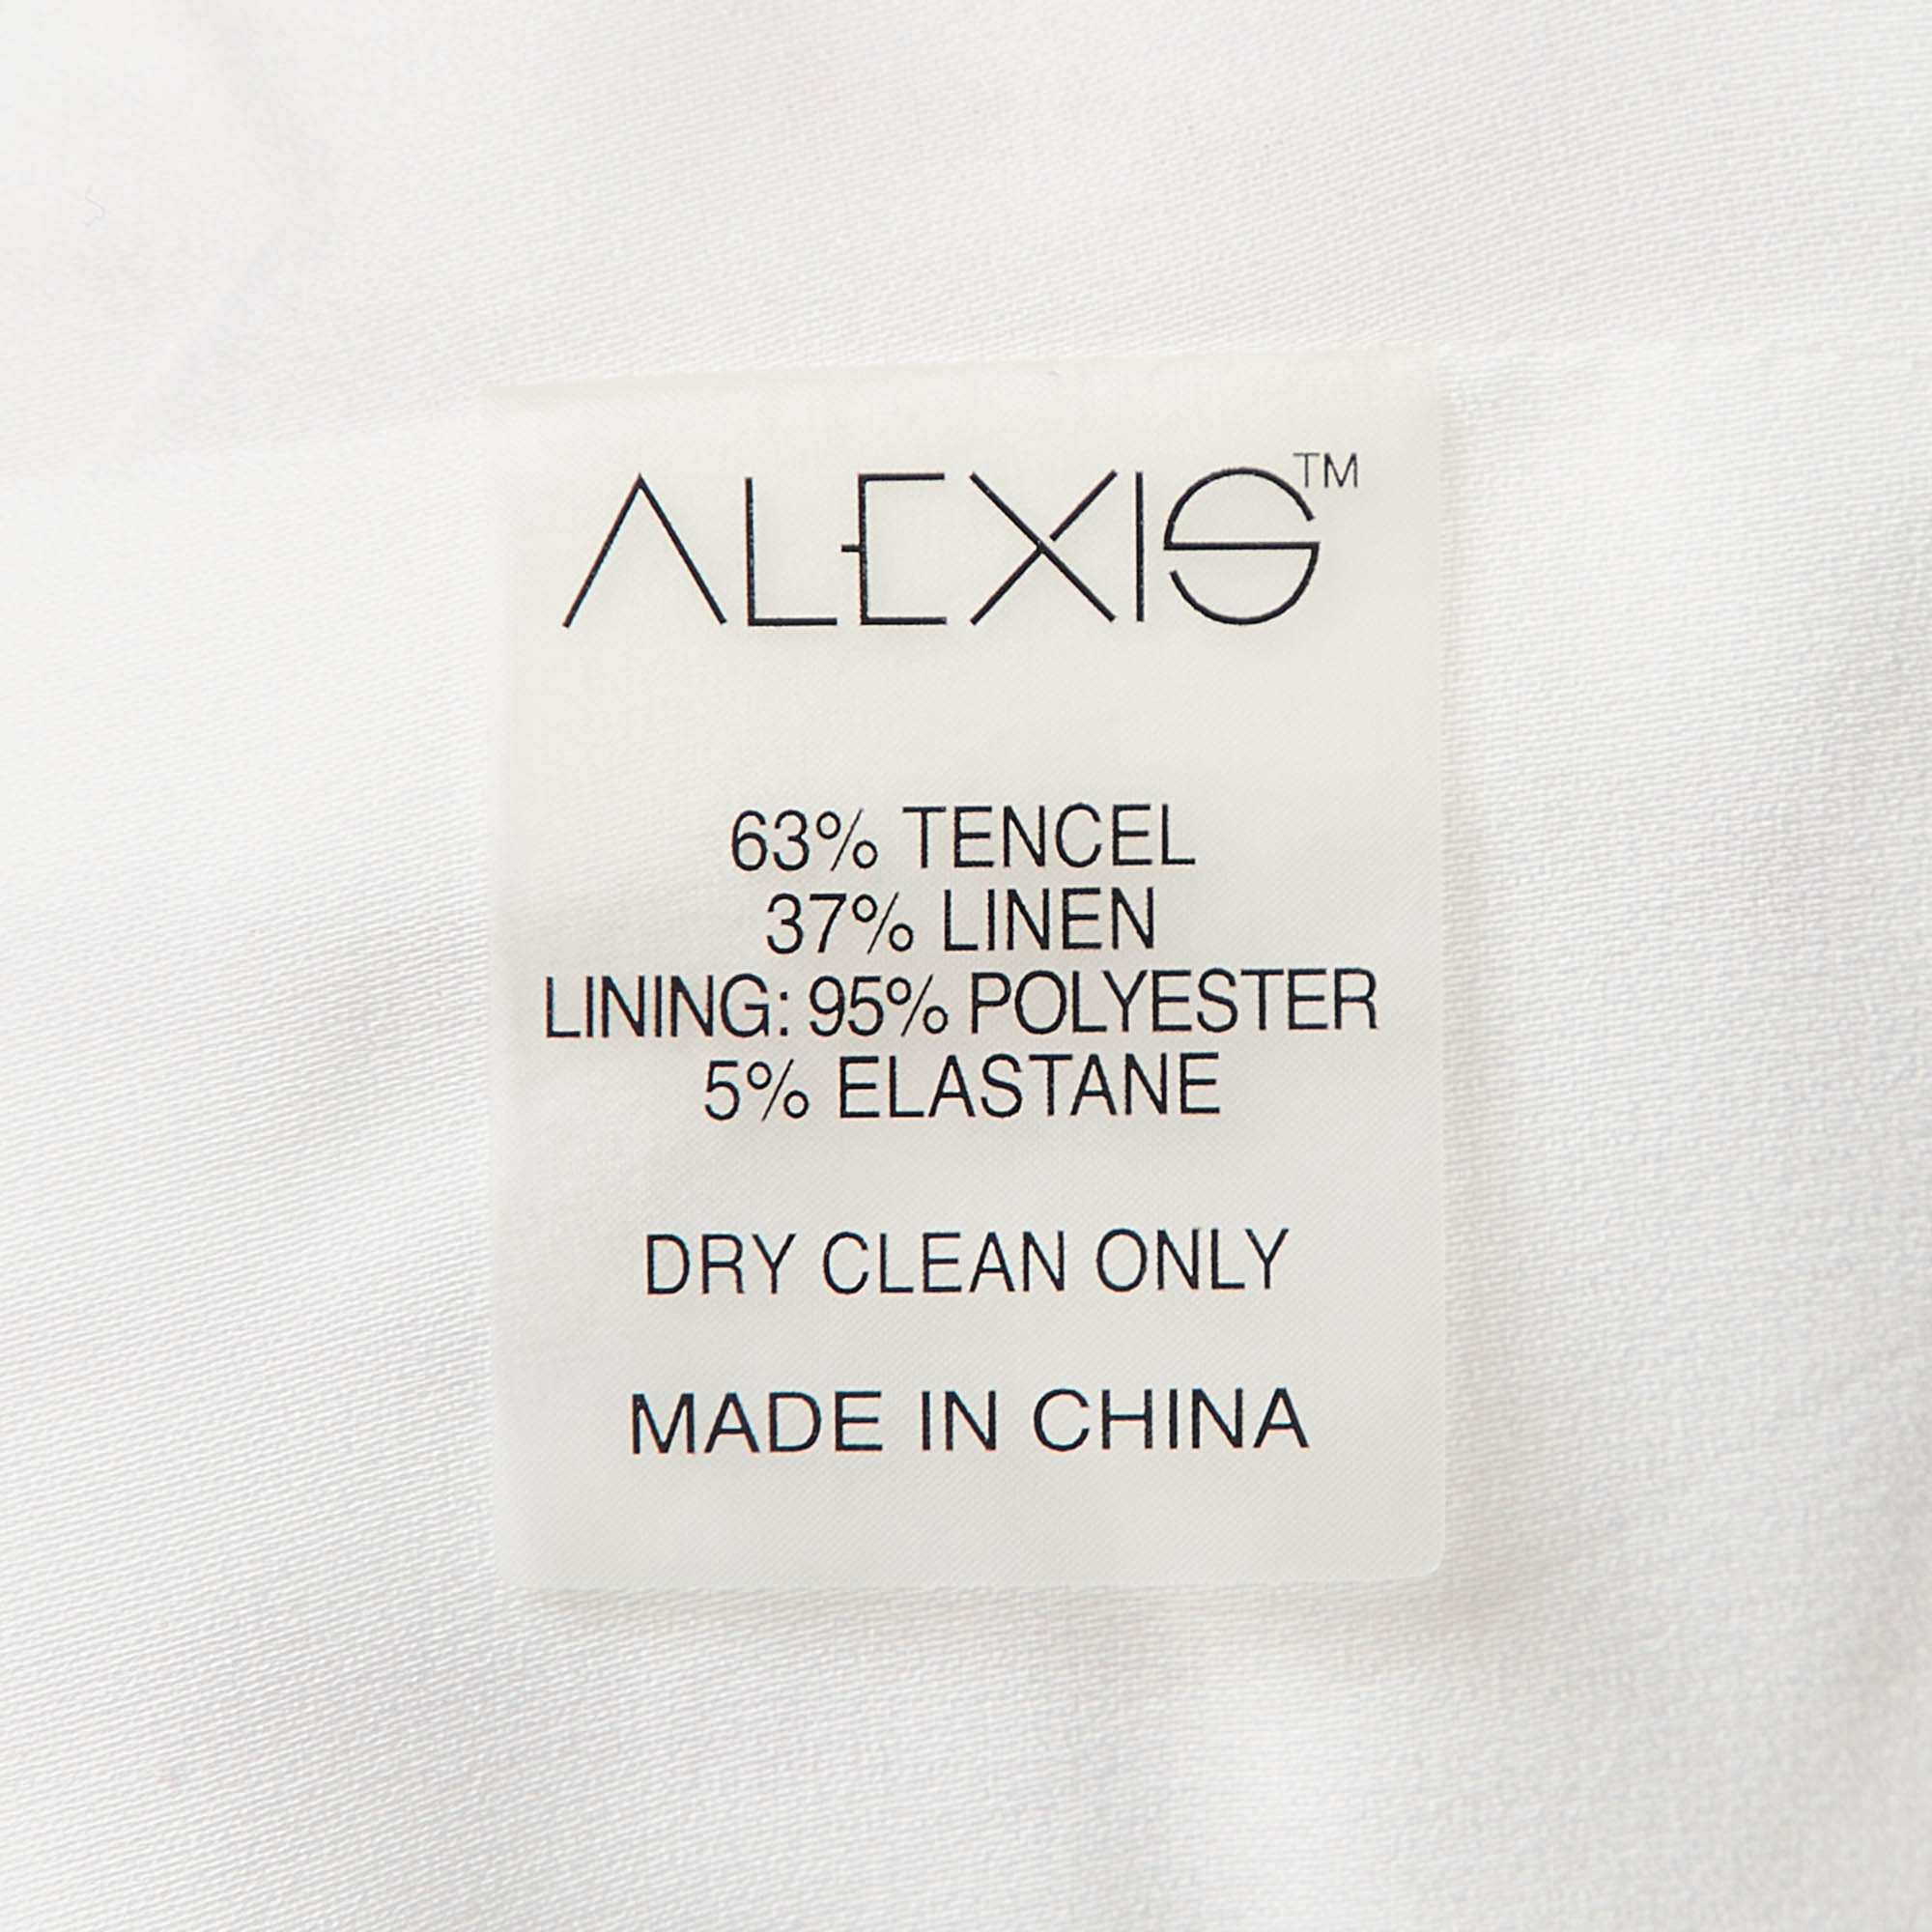 ALEXIS™
63% TENCEL
37% LINEN
LINING: 95% POLYESTER
5% ELASTANE
DRY CLEAN ONLY
MADE IN CHINA